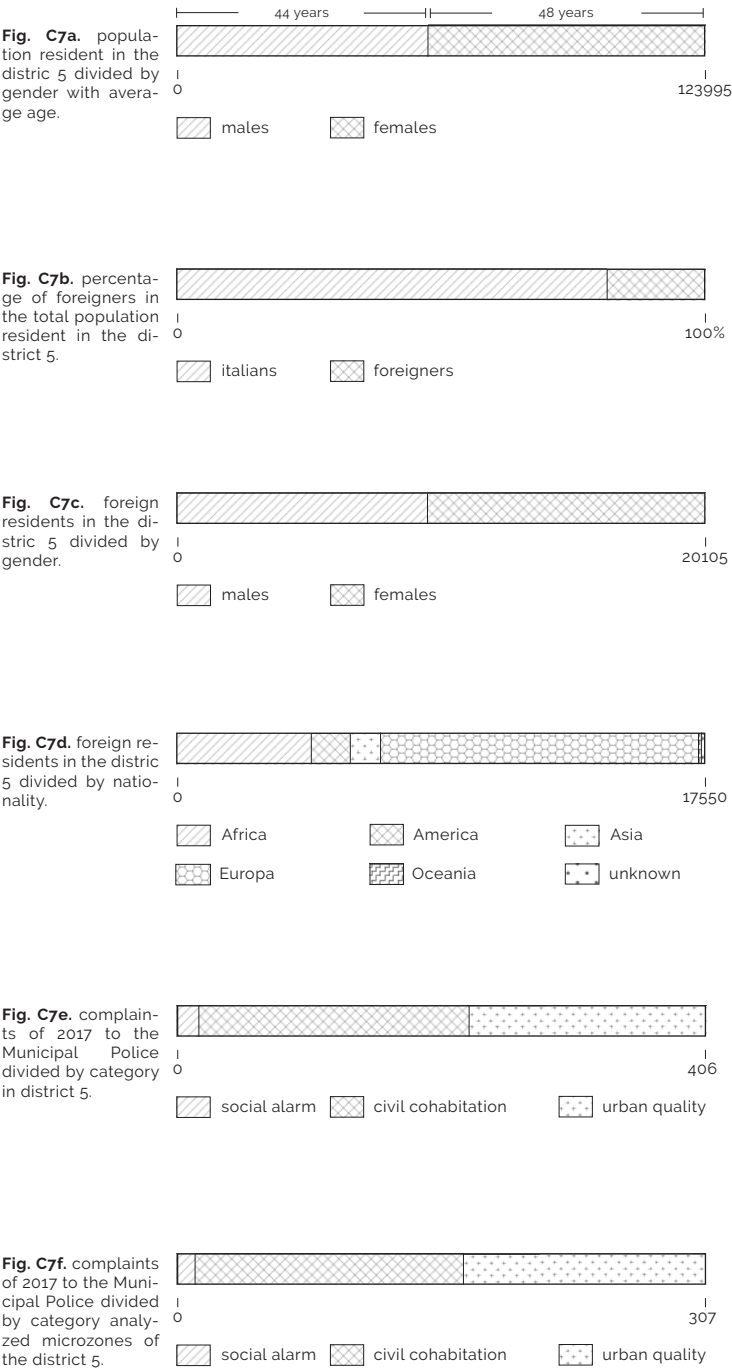 44 years
48 years
Fig. C7a. popula-
tion resident in the
distric 5 divided by
gender with avera-
ge age.
0
123995
males
females
Fig. C7b. percenta-
ge of foreigners in
the total population
resident in the di-
strict 5.
0
100%
italians
foreigners
Fig. C7c. foreign
residents in the di-
stric 5 divided by
gender.
0
20105
males
females
Fig. C7d. foreign re-
sidents in the distric
5 divided by natio-
nality.
0
17550
Africa
America
Asia
Europa
Oceania
unknown
Fig. C7e. complain-
ts of 2017 to the
Municipal Police
divided by category
in district 5.
0
406
social alarm
civil cohabitation
urban quality
Fig. C7f. complaints
of 2017 to the Muni-
cipal Police divided
by category analy-
zed microzones of
the district 5.
0
307
social alarm
civil cohabitation
urban quality